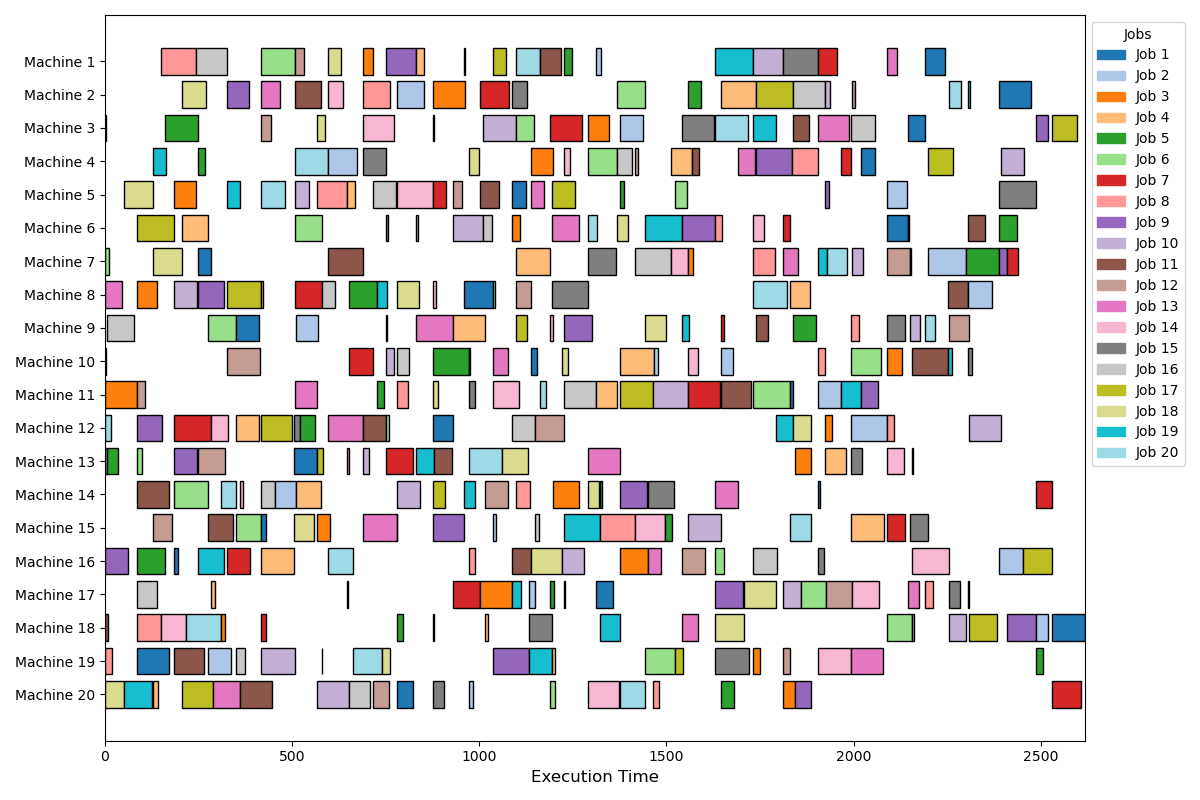 Machine 1
Machine 2
Machine 3
Machine 4
Machine 5
Machine 6
Machine 7
Machine 8
Machine 9
Machine 10
Machine 11
Machine 12
Machine 13
Machine 14
Machine 15
Machine 16
Machine 17
Machine 18
Machine 19
Machine 20
0 500 1000 1500 2000 2500
Execution Time
Jobs
Job 1
Job 2
Job 3
Job 4
Job 5
Job 6
Job 7
Job 8
Job 9
Job 10
Job 11
Job 12
Job 13
Job 14
Job 15
Job 16
Job 17
Job 18
Job 19
Job 20